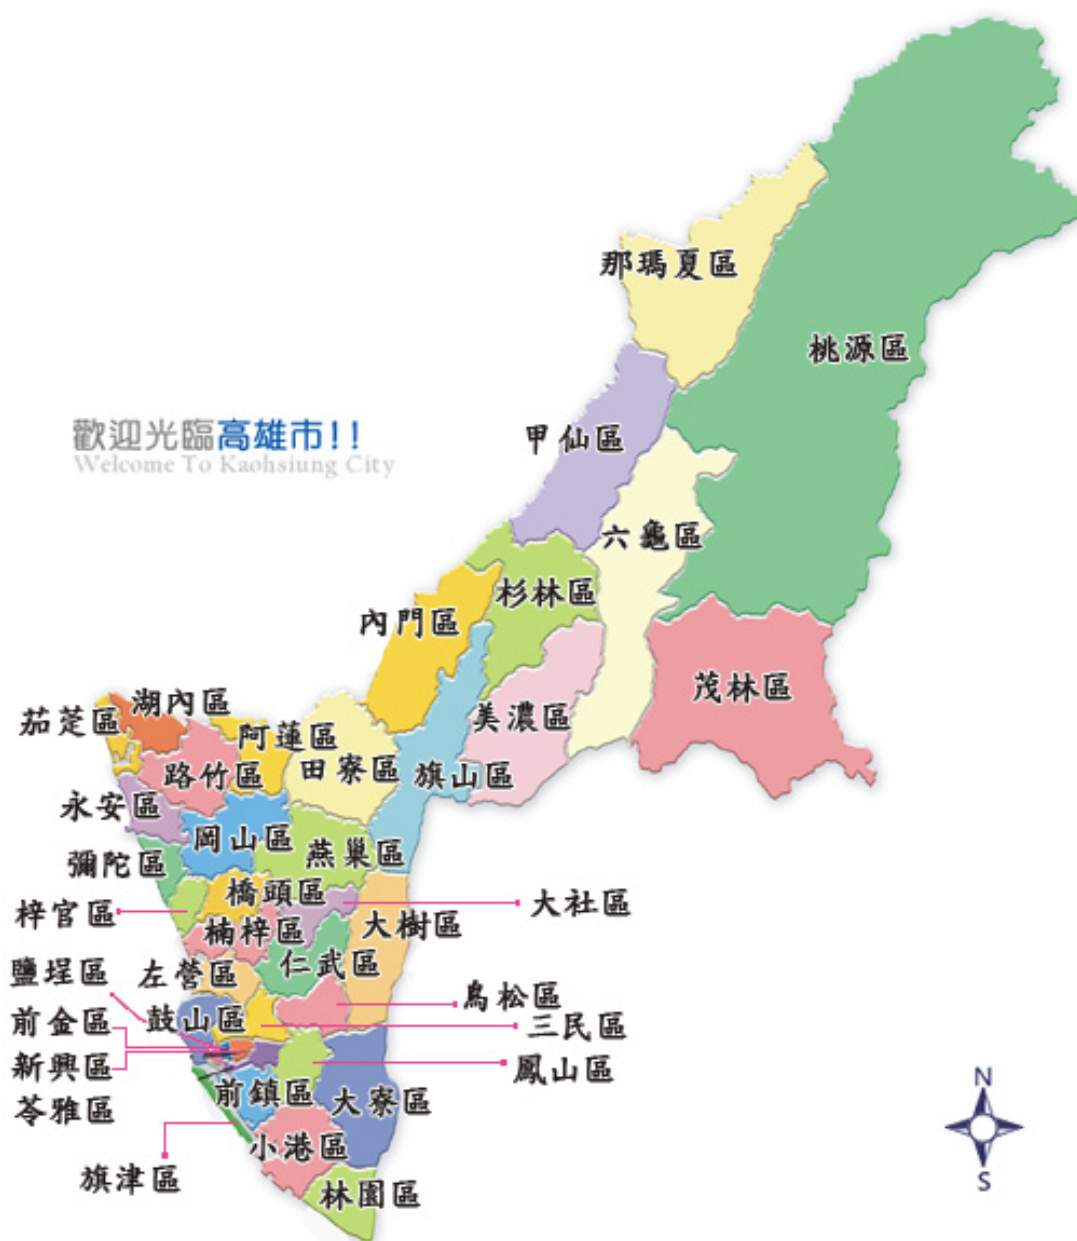 那瑪夏區
桃源區
歡迎光臨高雄市!!
Welcome To Kaohsiung City
甲仙區
六龜區
杉林區
內門區
茂林區
湖內區
茄萣區
美濃區
阿蓮區
路竹區
田寮區
旗山區
永安區
岡山區
燕巢區
彌陀區
橋頭區
大社區
梓官區
大樹區
楠梓區
仁武區
左營區
鹽埕區
鳥松區
鼓山區
前金區
三民區
新興區
鳳山區
前鎮區
大寮區
苓雅區
小港區
旗津區
林園區
N
S